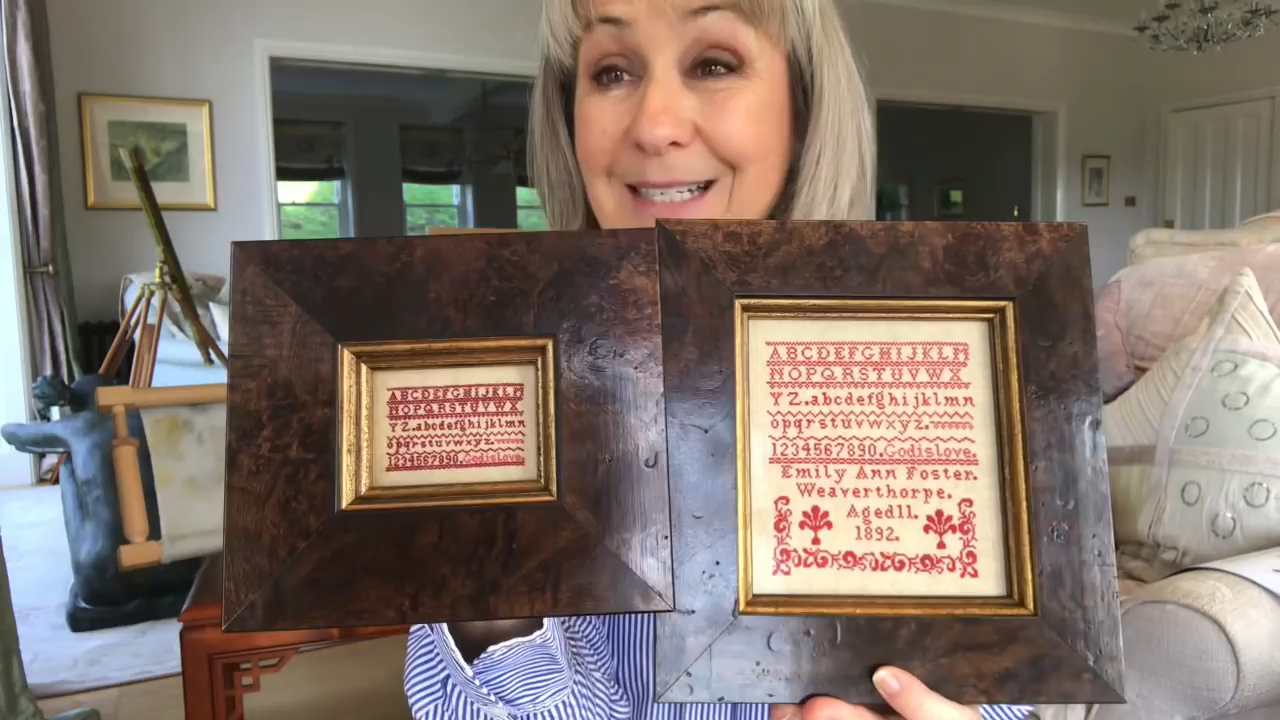 ABCDEFGHIJKLM
NOPQRSTUVWX
YZ.abcdefghijklmn
opqrstuvwxyz.
1234567890.Godislove.
ABCDEFGHIJKLM
NOPQRSTUVWX
YZ.abcdefghijklmn
opqrstuvwxyz.
1234567890.Godislove.
Emily Ann Foster.
Weaverthorpe.
Aged11.
1892.